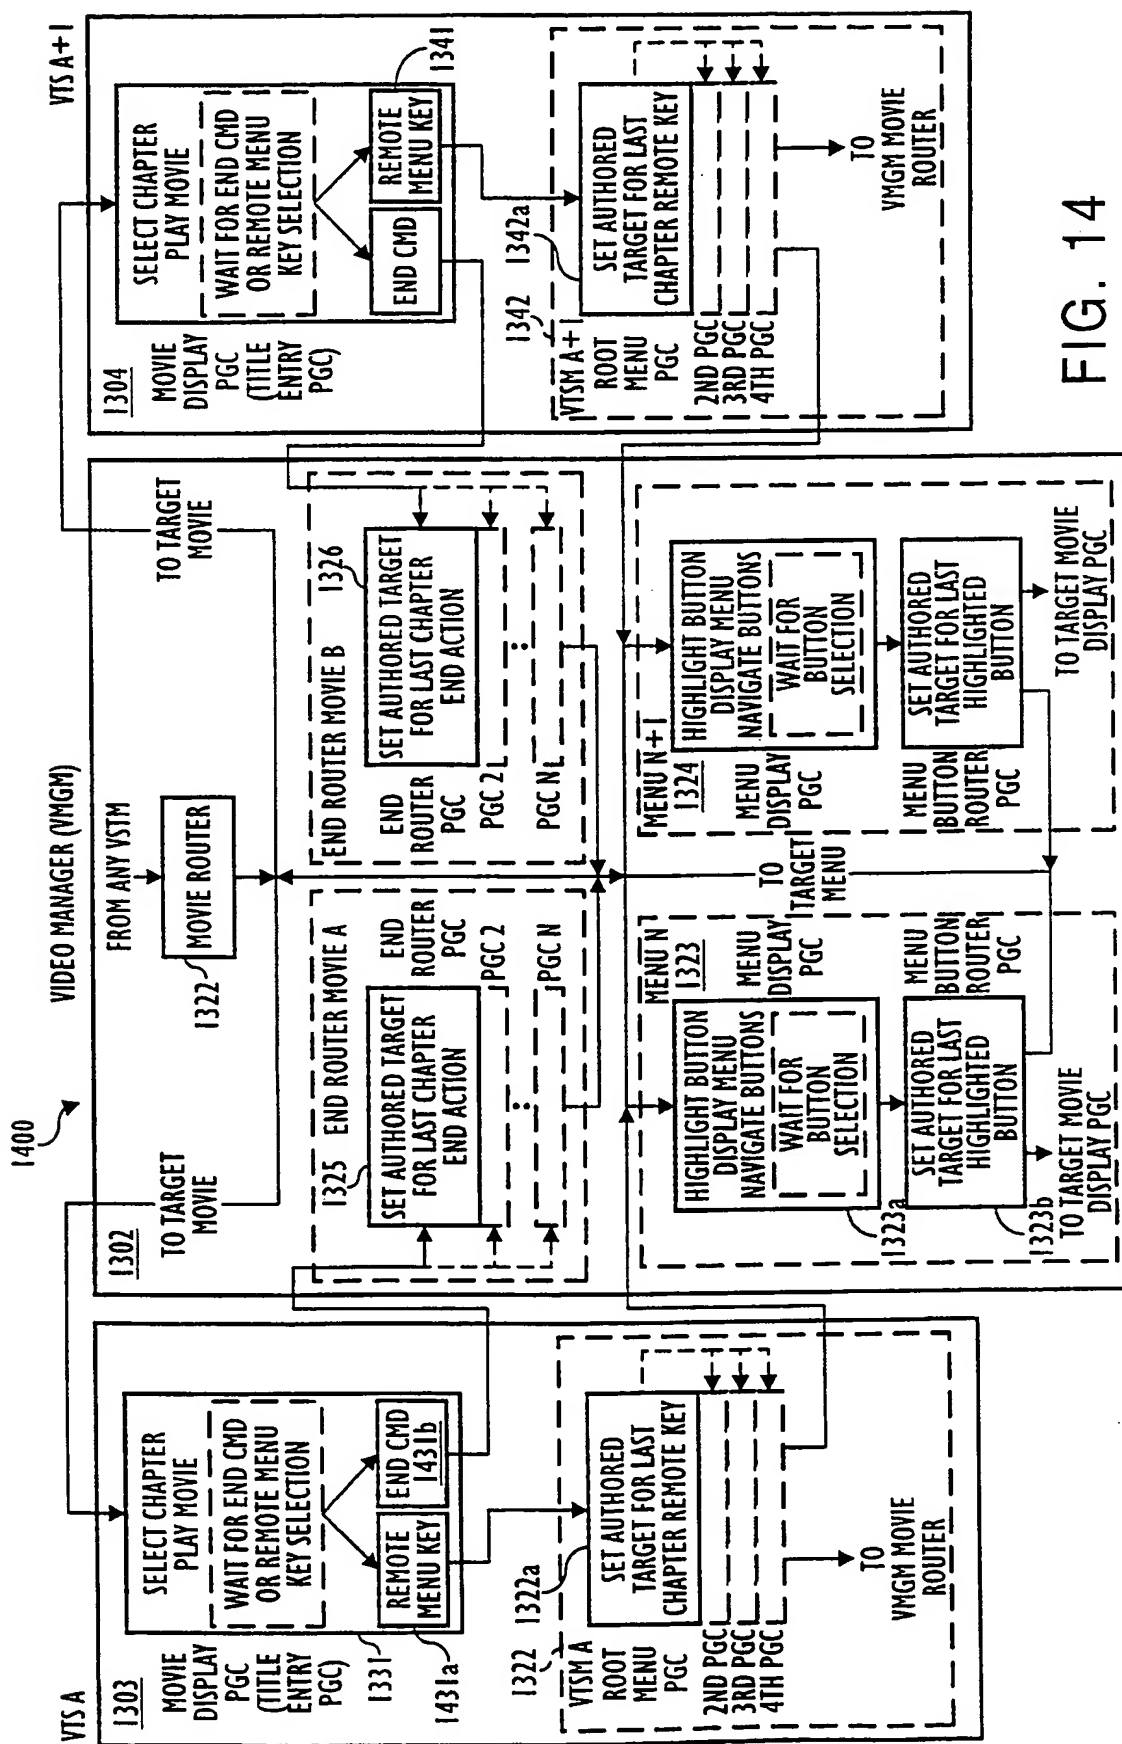 1400
VTS A
1303
MOVIE
DISPLAY
PGC
(TITLE
ENTRY
PGC)
1331
1431a
SELECT CHAPTER
PLAY MOVIE
WAIT FOR END CMD
OR REMOTE MENU
KEY SELECTION
REMOTE
MENU KEY
END CMD
1431b
1322
VTSM A
ROOT
MENU
PGC
1322a
SET AUTHORED
TARGET FOR LAST
CHAPTER REMOTE KEY
2ND PGC
3RD PGC
4TH PGC
TO
VMGM MOVIE
ROUTER
VIDEO MANAGER (VMGM)
1302
TO TARGET
MOVIE
FROM ANY VSTM
MOVIE ROUTER
1322
TO TARGET
MOVIE
1325
END ROUTER MOVIE A
SET AUTHORED TARGET
FOR LAST CHAPTER
END ACTION
END
ROUTER
PGC
PGC 2
PGC N
END ROUTER MOVIE B
1326
END
ROUTER
PGC
SET AUTHORED TARGET
FOR LAST CHAPTER
END ACTION
PGC 2
PGC N
MENU N
1323
HIGHLIGHT BUTTON
DISPLAY MENU
NAVIGATE BUTTONS
WAIT FOR
BUTTON
SELECTION
MENU
DISPLAY
PGC
1323a
SET AUTHORED
TARGET FOR LAST
HIGHLIGHTED
BUTTON
MENU
BUTTON
ROUTER
PGC
1323b
TO TARGET MOVIE
DISPLAY PGC
TO
TARGET
MENU
MENU N+1
1324
MENU
DISPLAY
PGC
HIGHLIGHT BUTTON
DISPLAY MENU
NAVIGATE BUTTONS
WAIT FOR
BUTTON
SELECTION
MENU
BUTTON
ROUTER
PGC
SET AUTHORED
TARGET FOR LAST
HIGHLIGHTED
BUTTON
TO TARGET MOVIE
DISPLAY PGC
VTS A+1
1304
MOVIE
DISPLAY
PGC
(TITLE
ENTRY
PGC)
SELECT CHAPTER
PLAY MOVIE
WAIT FOR END CMD
OR REMOTE MENU
KEY SELECTION
END CMD
REMOTE
MENU KEY
1341
1342
VTSM A+1
ROOT
MENU
PGC
1342a
SET AUTHORED
TARGET FOR LAST
CHAPTER REMOTE KEY
2ND PGC
3RD PGC
4TH PGC
TO
VMGM MOVIE
ROUTER
FIG. 14